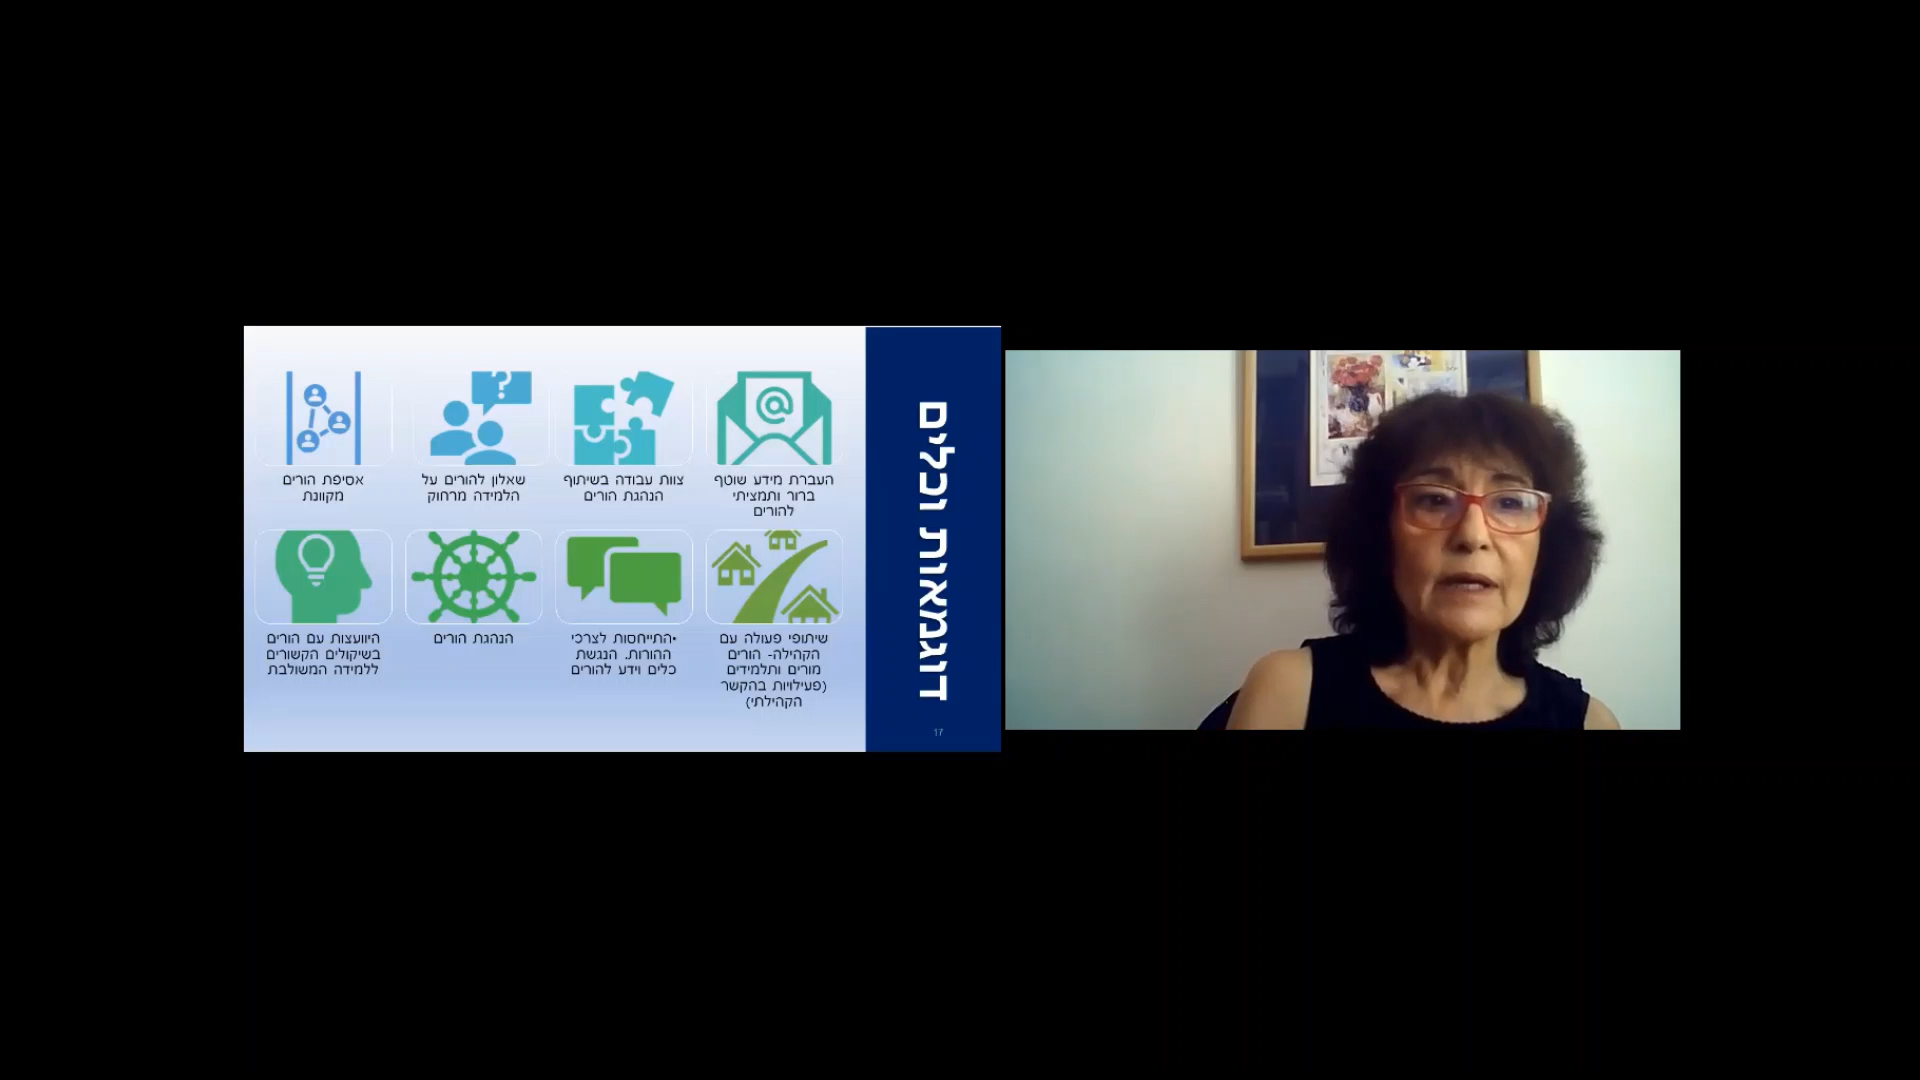 דוגמאות וכלים
העברת מידע שוטף
ברור ותמציתי
להורים
צוות עבודה בשיתוף
הנהגת הורים
שאלון להורים על
הלמידה מרחוק
אסיפת הורים
מקוונת
שיתופי פעולה עם
הקהילה- הורים
מורים ותלמידים
(פעילויות בהקשר
הקהילתי)
•התייחסות לצרכי
ההורות. הנגשת
כלים וידע להורים
הנהגת הורים
היוועצות עם הורים
בשיקולים הקשורים
ללמידה המשולבת
17